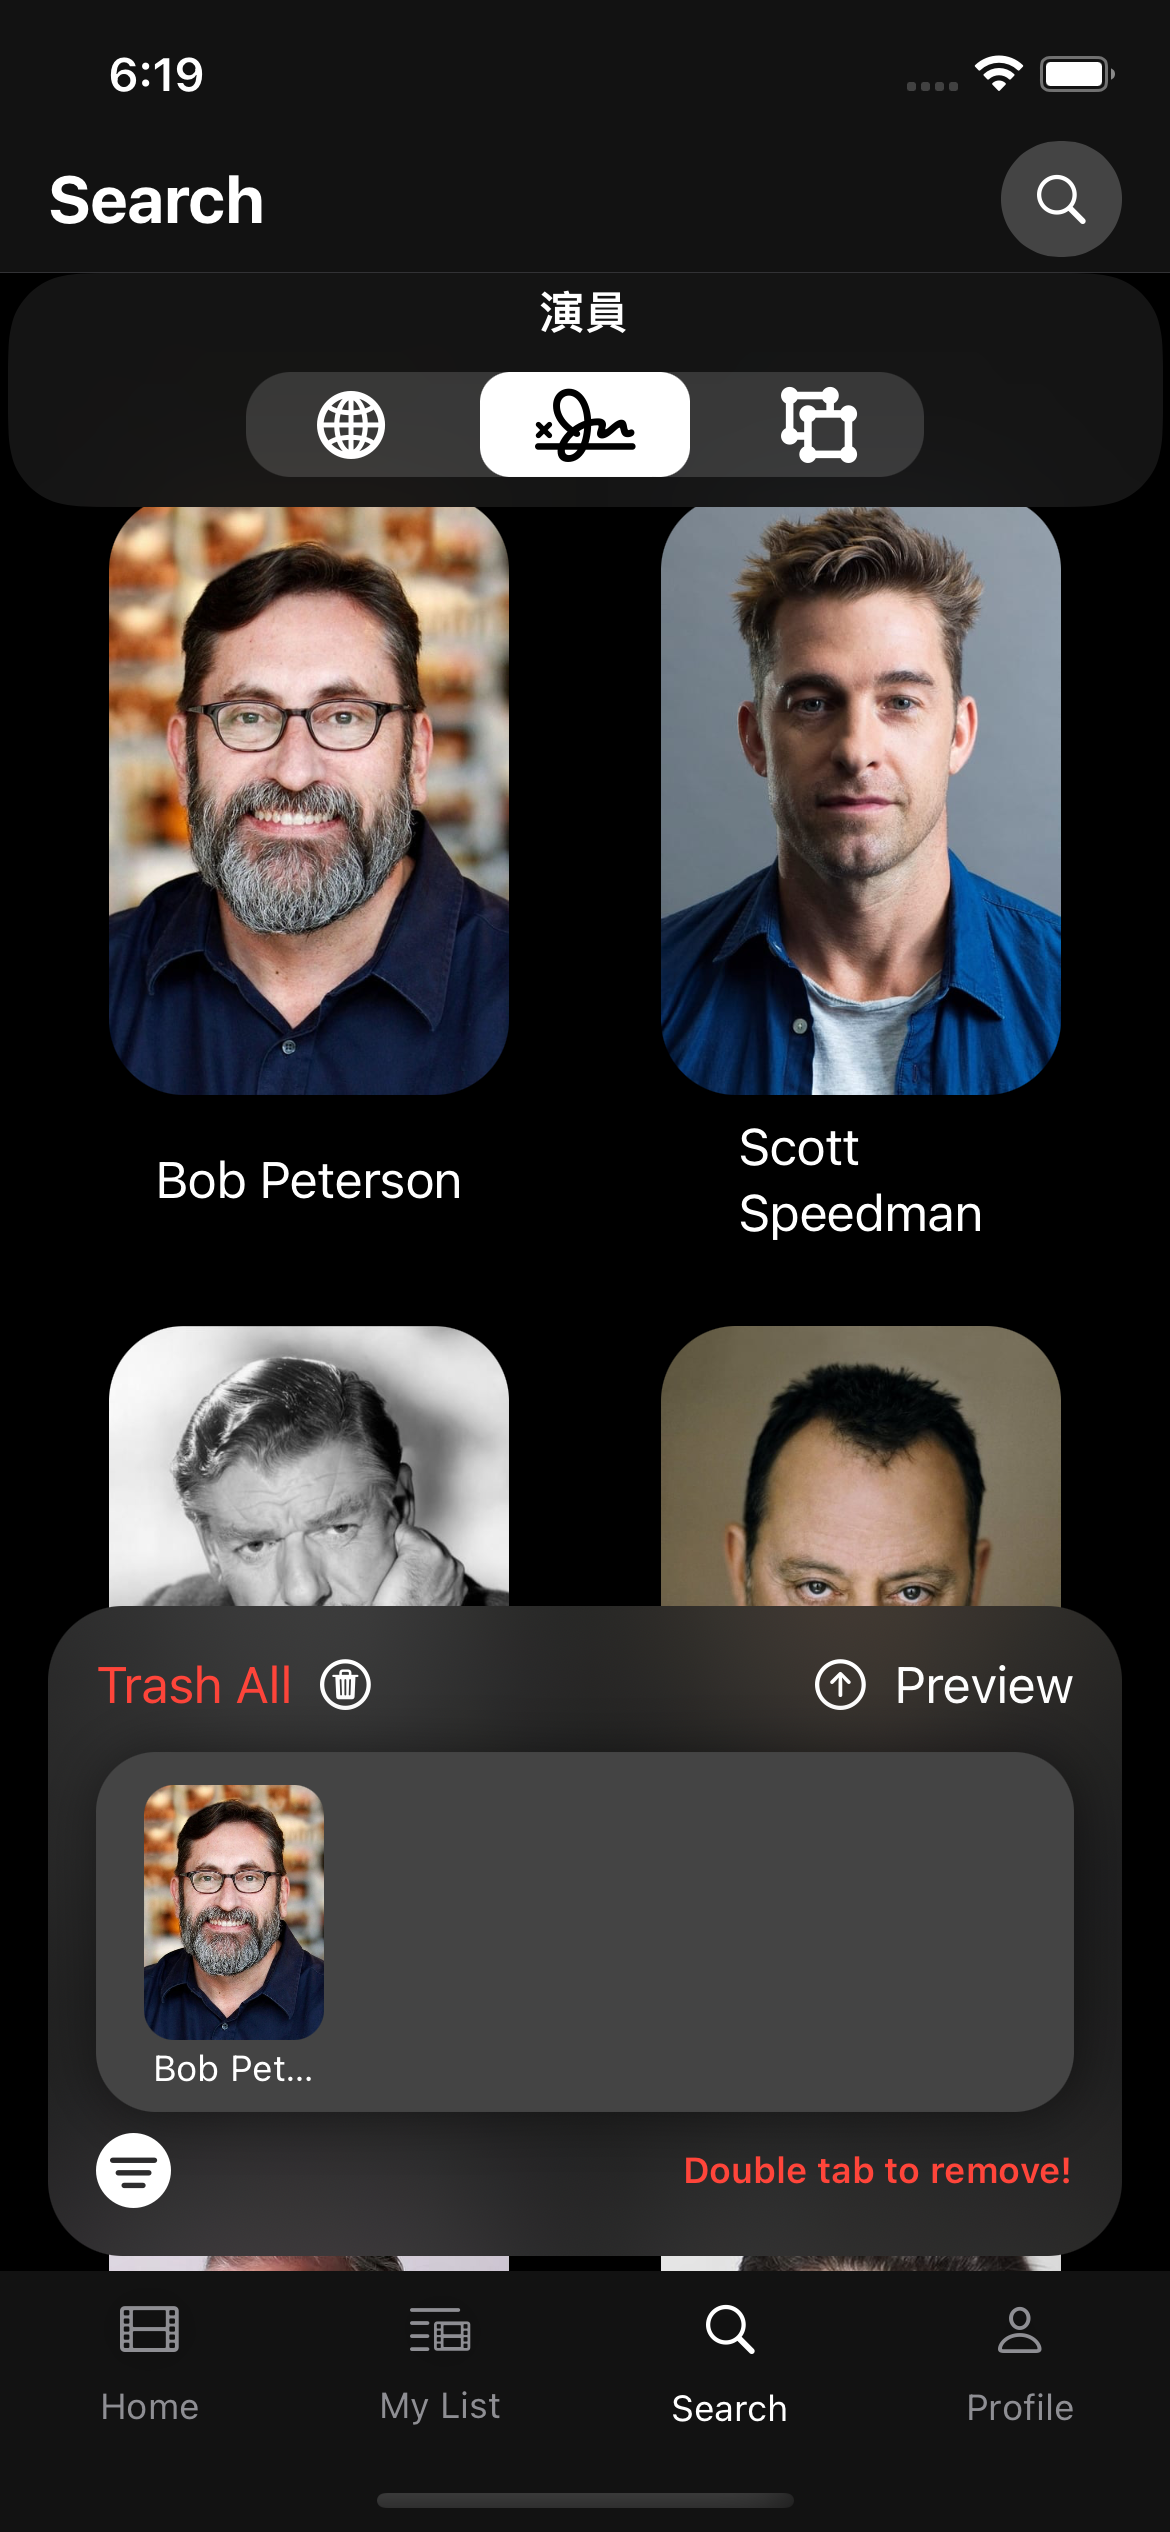 6:19
Search
演員
Bob Peterson
Scott
Speedman
Trash All
Preview
Bob Pet...
Double tab to remove!
Home
My List
Search
Profile